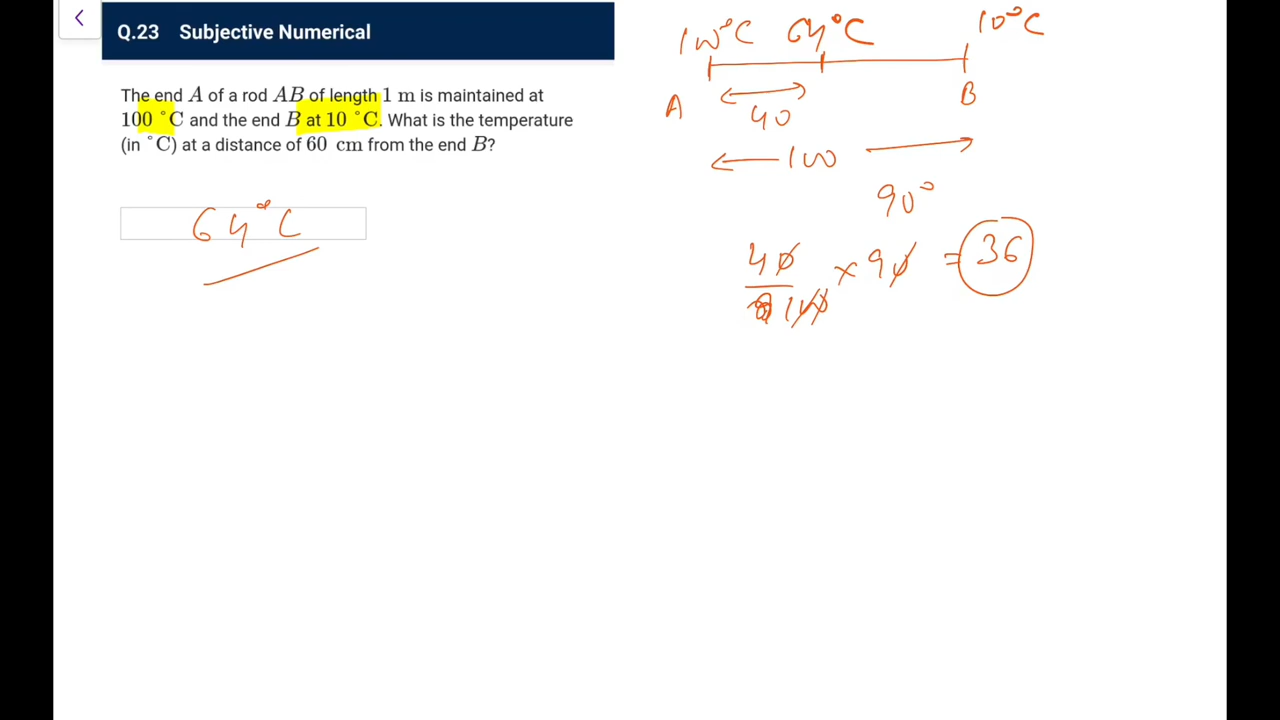 Q.23 Subjective Numerical
The end A of a rod AB of length 1 m is maintained at
100 °C and the end B at 10 °C. What is the temperature
(in °C) at a distance of 60 cm from the end B?
64°C
100°C 64°C 10°C
A B
40
100
90°
40/100 × 90 = 36